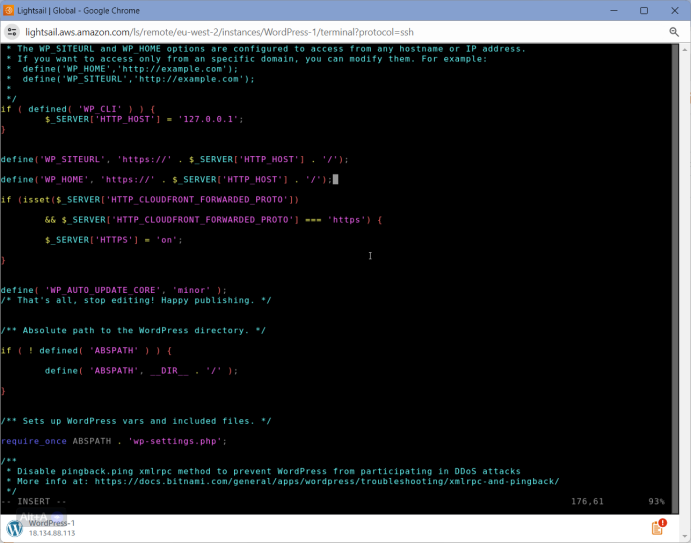 Lightsail | Global - Google Chrome
lightsail.aws.amazon.com/ls/remote/eu-west-2/instances/WordPress-1/terminal?protocol=ssh
* The WP_SITEURL and WP_HOME options are configured to access from any hostname or IP address.
* If you want to access only from an specific domain, you can modify them. For example:
*  define('WP_HOME','http://example.com');
*  define('WP_SITEURL','http://example.com');
*
*/
if ( defined( 'WP_CLI' ) ) {
$_SERVER['HTTP_HOST'] = '127.0.0.1';
}
define('WP_SITEURL', 'https://' . $_SERVER['HTTP_HOST'] . '/');
define('WP_HOME', 'https://' . $_SERVER['HTTP_HOST'] . '/');
if (isset($_SERVER['HTTP_CLOUDFRONT_FORWARDED_PROTO'])
&& $_SERVER['HTTP_CLOUDFRONT_FORWARDED_PROTO'] === 'https') {
$_SERVER['HTTPS'] = 'on';
}
define( 'WP_AUTO_UPDATE_CORE', 'minor' );
/* That's all, stop editing! Happy publishing. */
/** Absolute path to the WordPress directory. */
if ( ! defined( 'ABSPATH' ) ) {
define( 'ABSPATH', __DIR__ . '/' );
}
/** Sets up WordPress vars and included files. */
require_once ABSPATH . 'wp-settings.php';
/**
* Disable pingback.ping xmlrpc method to prevent WordPress from participating in DDoS attacks
* More info at: https://docs.bitnami.com/general/apps/wordpress/troubleshooting/xmlrpc-and-pingback/
*/
-- INSERT -- 176,61 93%
WordPress-1
18.134.88.113